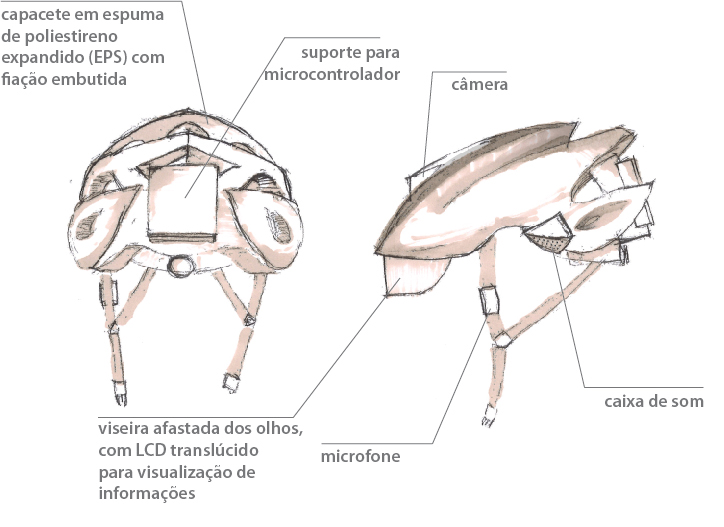 capacete em espuma
de poliestireno
expandido (EPS) com
fiação embutida
suporte para
microcontrolador
câmera
caixa de som
viseira afastada dos olhos,
com LCD translúcido
para visualização de
informações
microfone